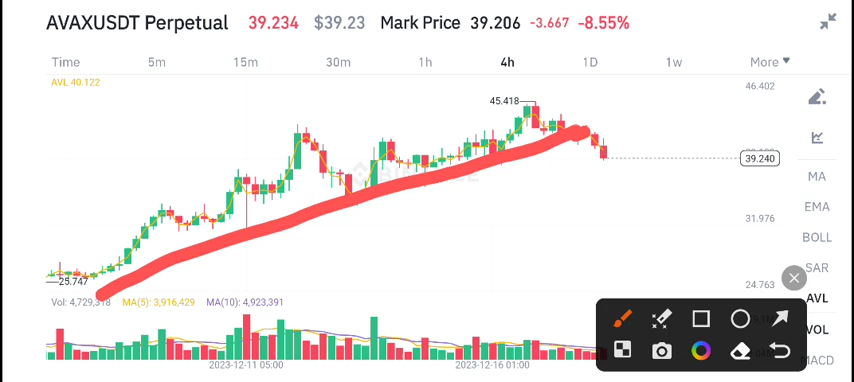 AVAXUSDT Perpetual 39.234 $39.23 Mark Price 39.206 -3.667 -8.55%
Time 5m 15m 30m 1h 4h 1D 1w More
AVL 40.122
46.402
45.418
39.240
MA
EMA
31.976
BOLL
SAR
25.747
24.763
AVL
Vol: 4,729,318 MA(5): 3,916,429 MA(10): 4,923,391
VOL
MACD
2023-12-11 05:00 2023-12-16 01:00